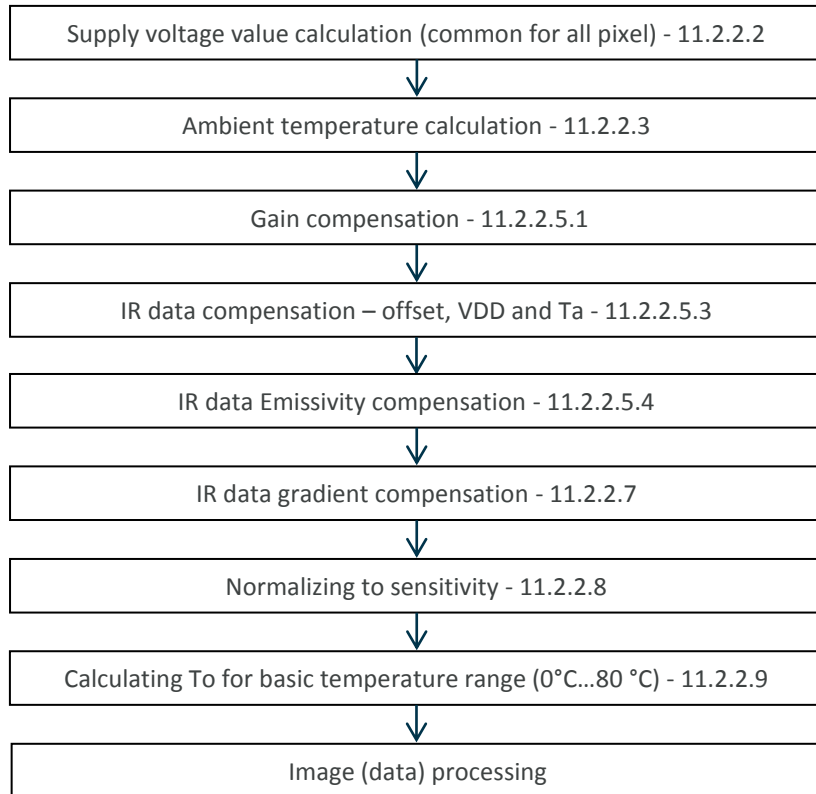 Supply voltage value calculation (common for all pixel) - 11.2.2.2
Ambient temperature calculation - 11.2.2.3
Gain compensation - 11.2.2.5.1
IR data compensation – offset, VDD and Ta - 11.2.2.5.3
IR data Emissivity compensation - 11.2.2.5.4
IR data gradient compensation - 11.2.2.7
Normalizing to sensitivity - 11.2.2.8
Calculating To for basic temperature range (0°C...80 °C) - 11.2.2.9
Image (data) processing